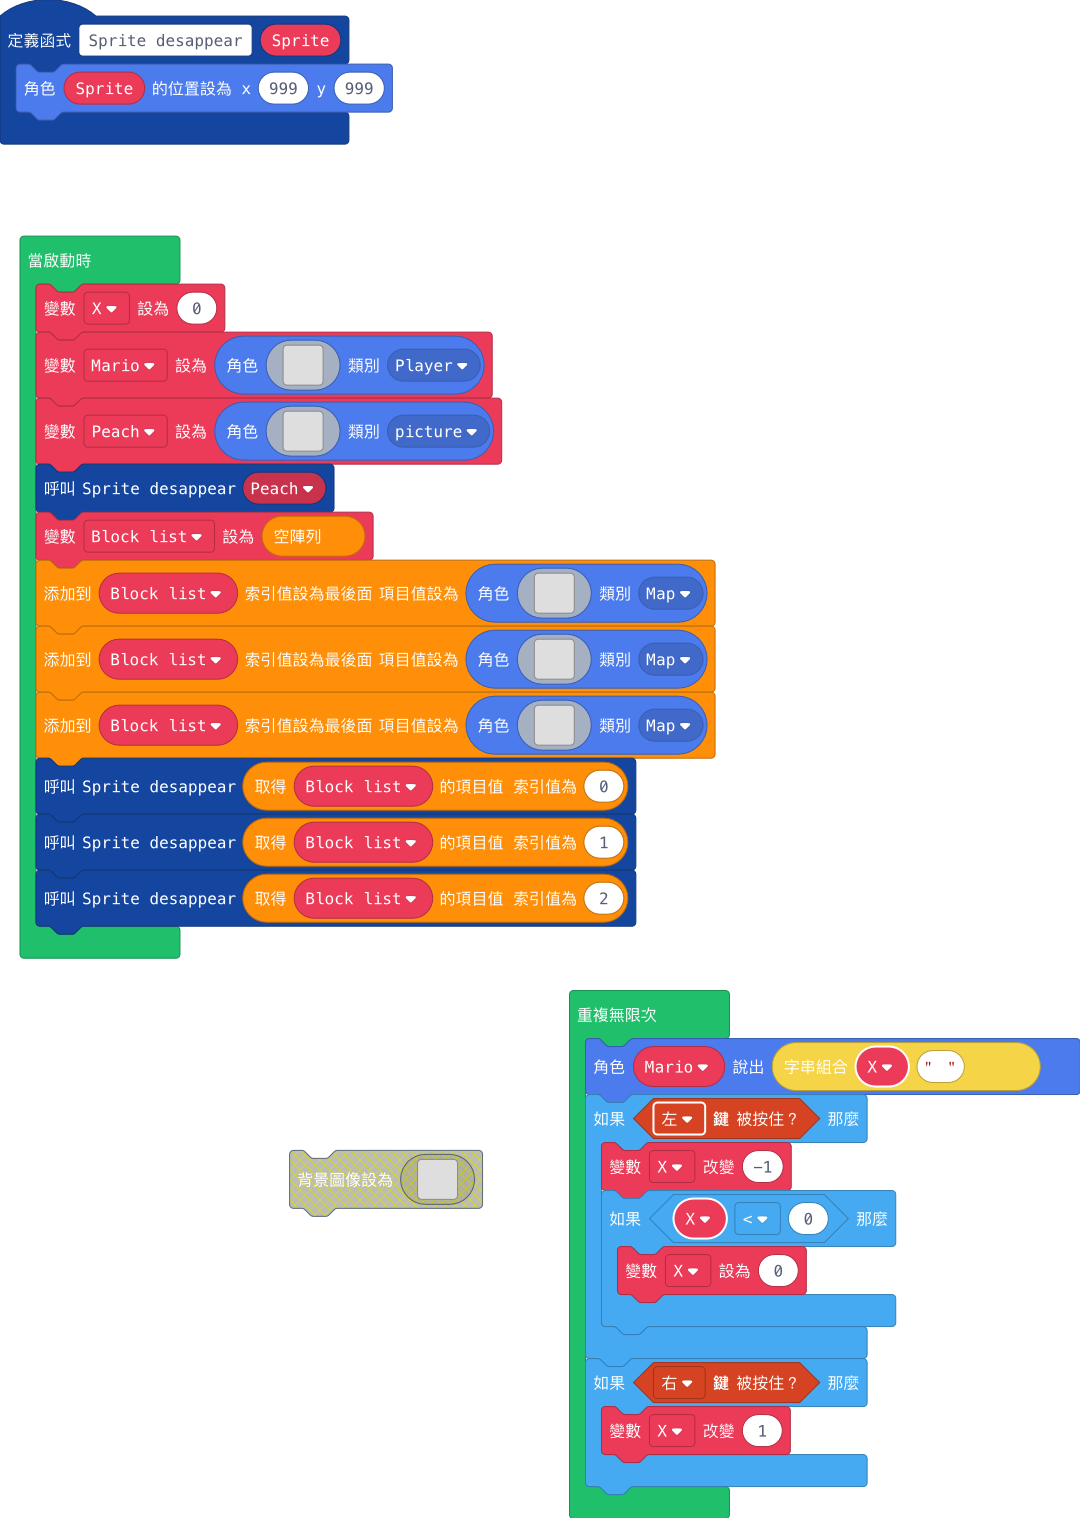 定義函式 Sprite desappear Sprite
角色 Sprite 的位置設為 x 999 y 999
當啟動時
變數 X 設為 0
變數 Mario 設為 角色 類別 Player
變數 Peach 設為 角色 類別 picture
呼叫 Sprite desappear Peach
變數 Block list 設為 空陣列
添加到 Block list 索引值設為最後面 項目值設為 角色 類別 Map
添加到 Block list 索引值設為最後面 項目值設為 角色 類別 Map
添加到 Block list 索引值設為最後面 項目值設為 角色 類別 Map
呼叫 Sprite desappear 取得 Block list 的項目值 索引值為 0
呼叫 Sprite desappear 取得 Block list 的項目值 索引值為 1
呼叫 Sprite desappear 取得 Block list 的項目值 索引值為 2
重複無限次
角色 Mario 說出 字串組合 X " "
如果 左 鍵 被按住？ 那麼
變數 X 改變 -1
如果 X < 0 那麼
變數 X 設為 0
如果 右 鍵 被按住？ 那麼
變數 X 改變 1
背景圖像設為